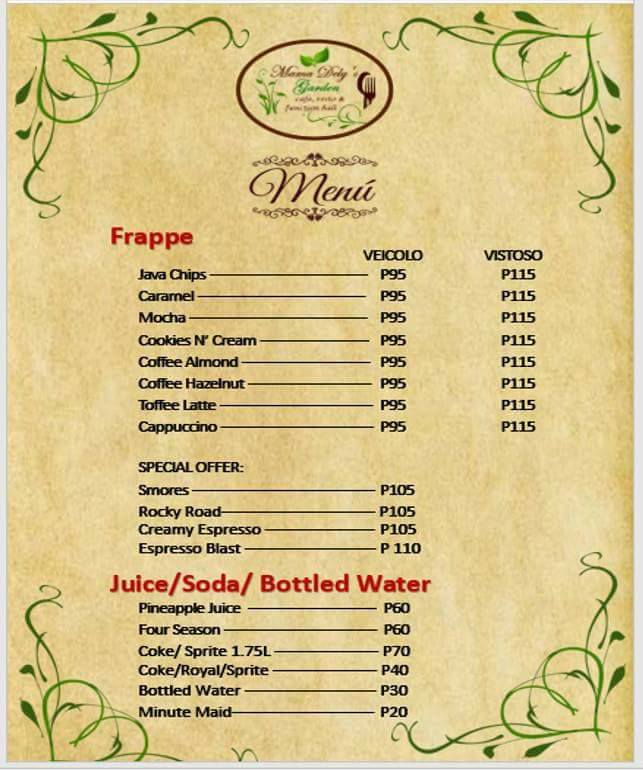 Mama Dely's
Garden
cafe, resto &
function hall
Menú
Frappe
VEICOLO VISTOSO
Java Chips P95 P115
Caramel P95 P115
Mocha P95 P115
Cookies N' Cream P95 P115
Coffee Almond P95 P115
Coffee Hazelnut P95 P115
Toffee Latte P95 P115
Cappuccino P95 P115
SPECIAL OFFER:
Smores P105
Rocky Road P105
Creamy Espresso P105
Espresso Blast P 110
Juice/Soda/ Bottled Water
Pineapple Juice P60
Four Season P60
Coke/ Sprite 1.75L P70
Coke/Royal/Sprite P40
Bottled Water P30
Minute Maid P20